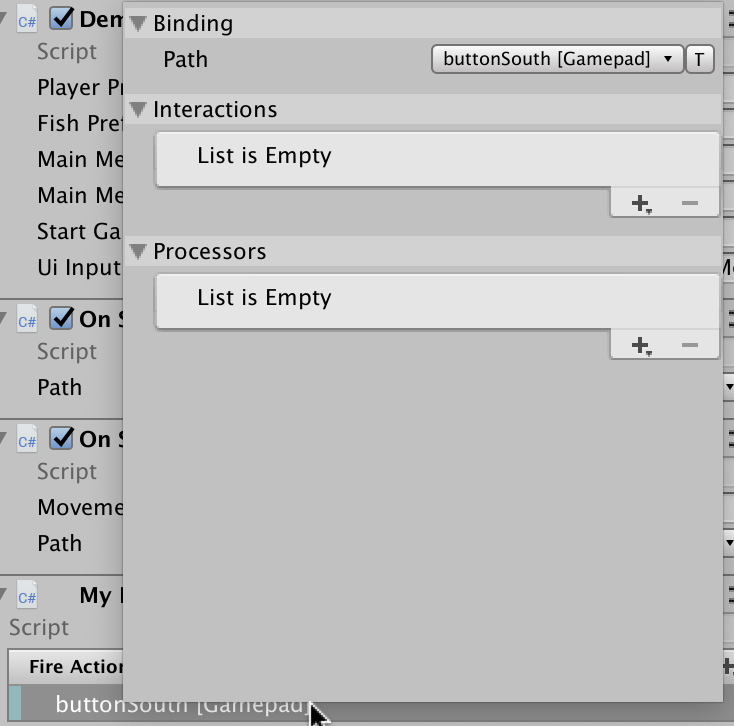 C# Dem
Binding
Script
Path buttonSouth [Gamepad] T
Player Pr
Interactions
Fish Pref
Main Me
List is Empty
Main Me
Start Ga
Processors
Ui Input
List is Empty
C# On S
Script
Path
C# On S
Script
Moveme
Path
C# My
Script
Fire Action
buttonSouth [Gamepad]